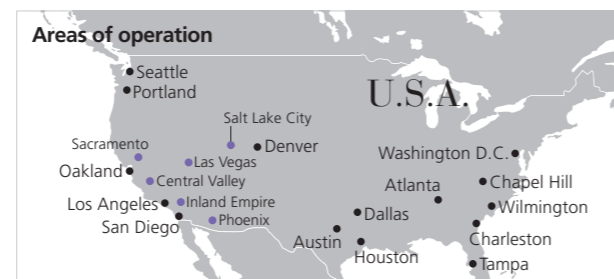 Areas of operation
U.S.A.
Seattle
Portland
Salt Lake City
Sacramento
Denver
Las Vegas
Washington D.C.
Oakland
Central Valley
Atlanta
Chapel Hill
Los Angeles
Inland Empire
Wilmington
San Diego
Phoenix
Dallas
Austin
Charleston
Houston
Tampa